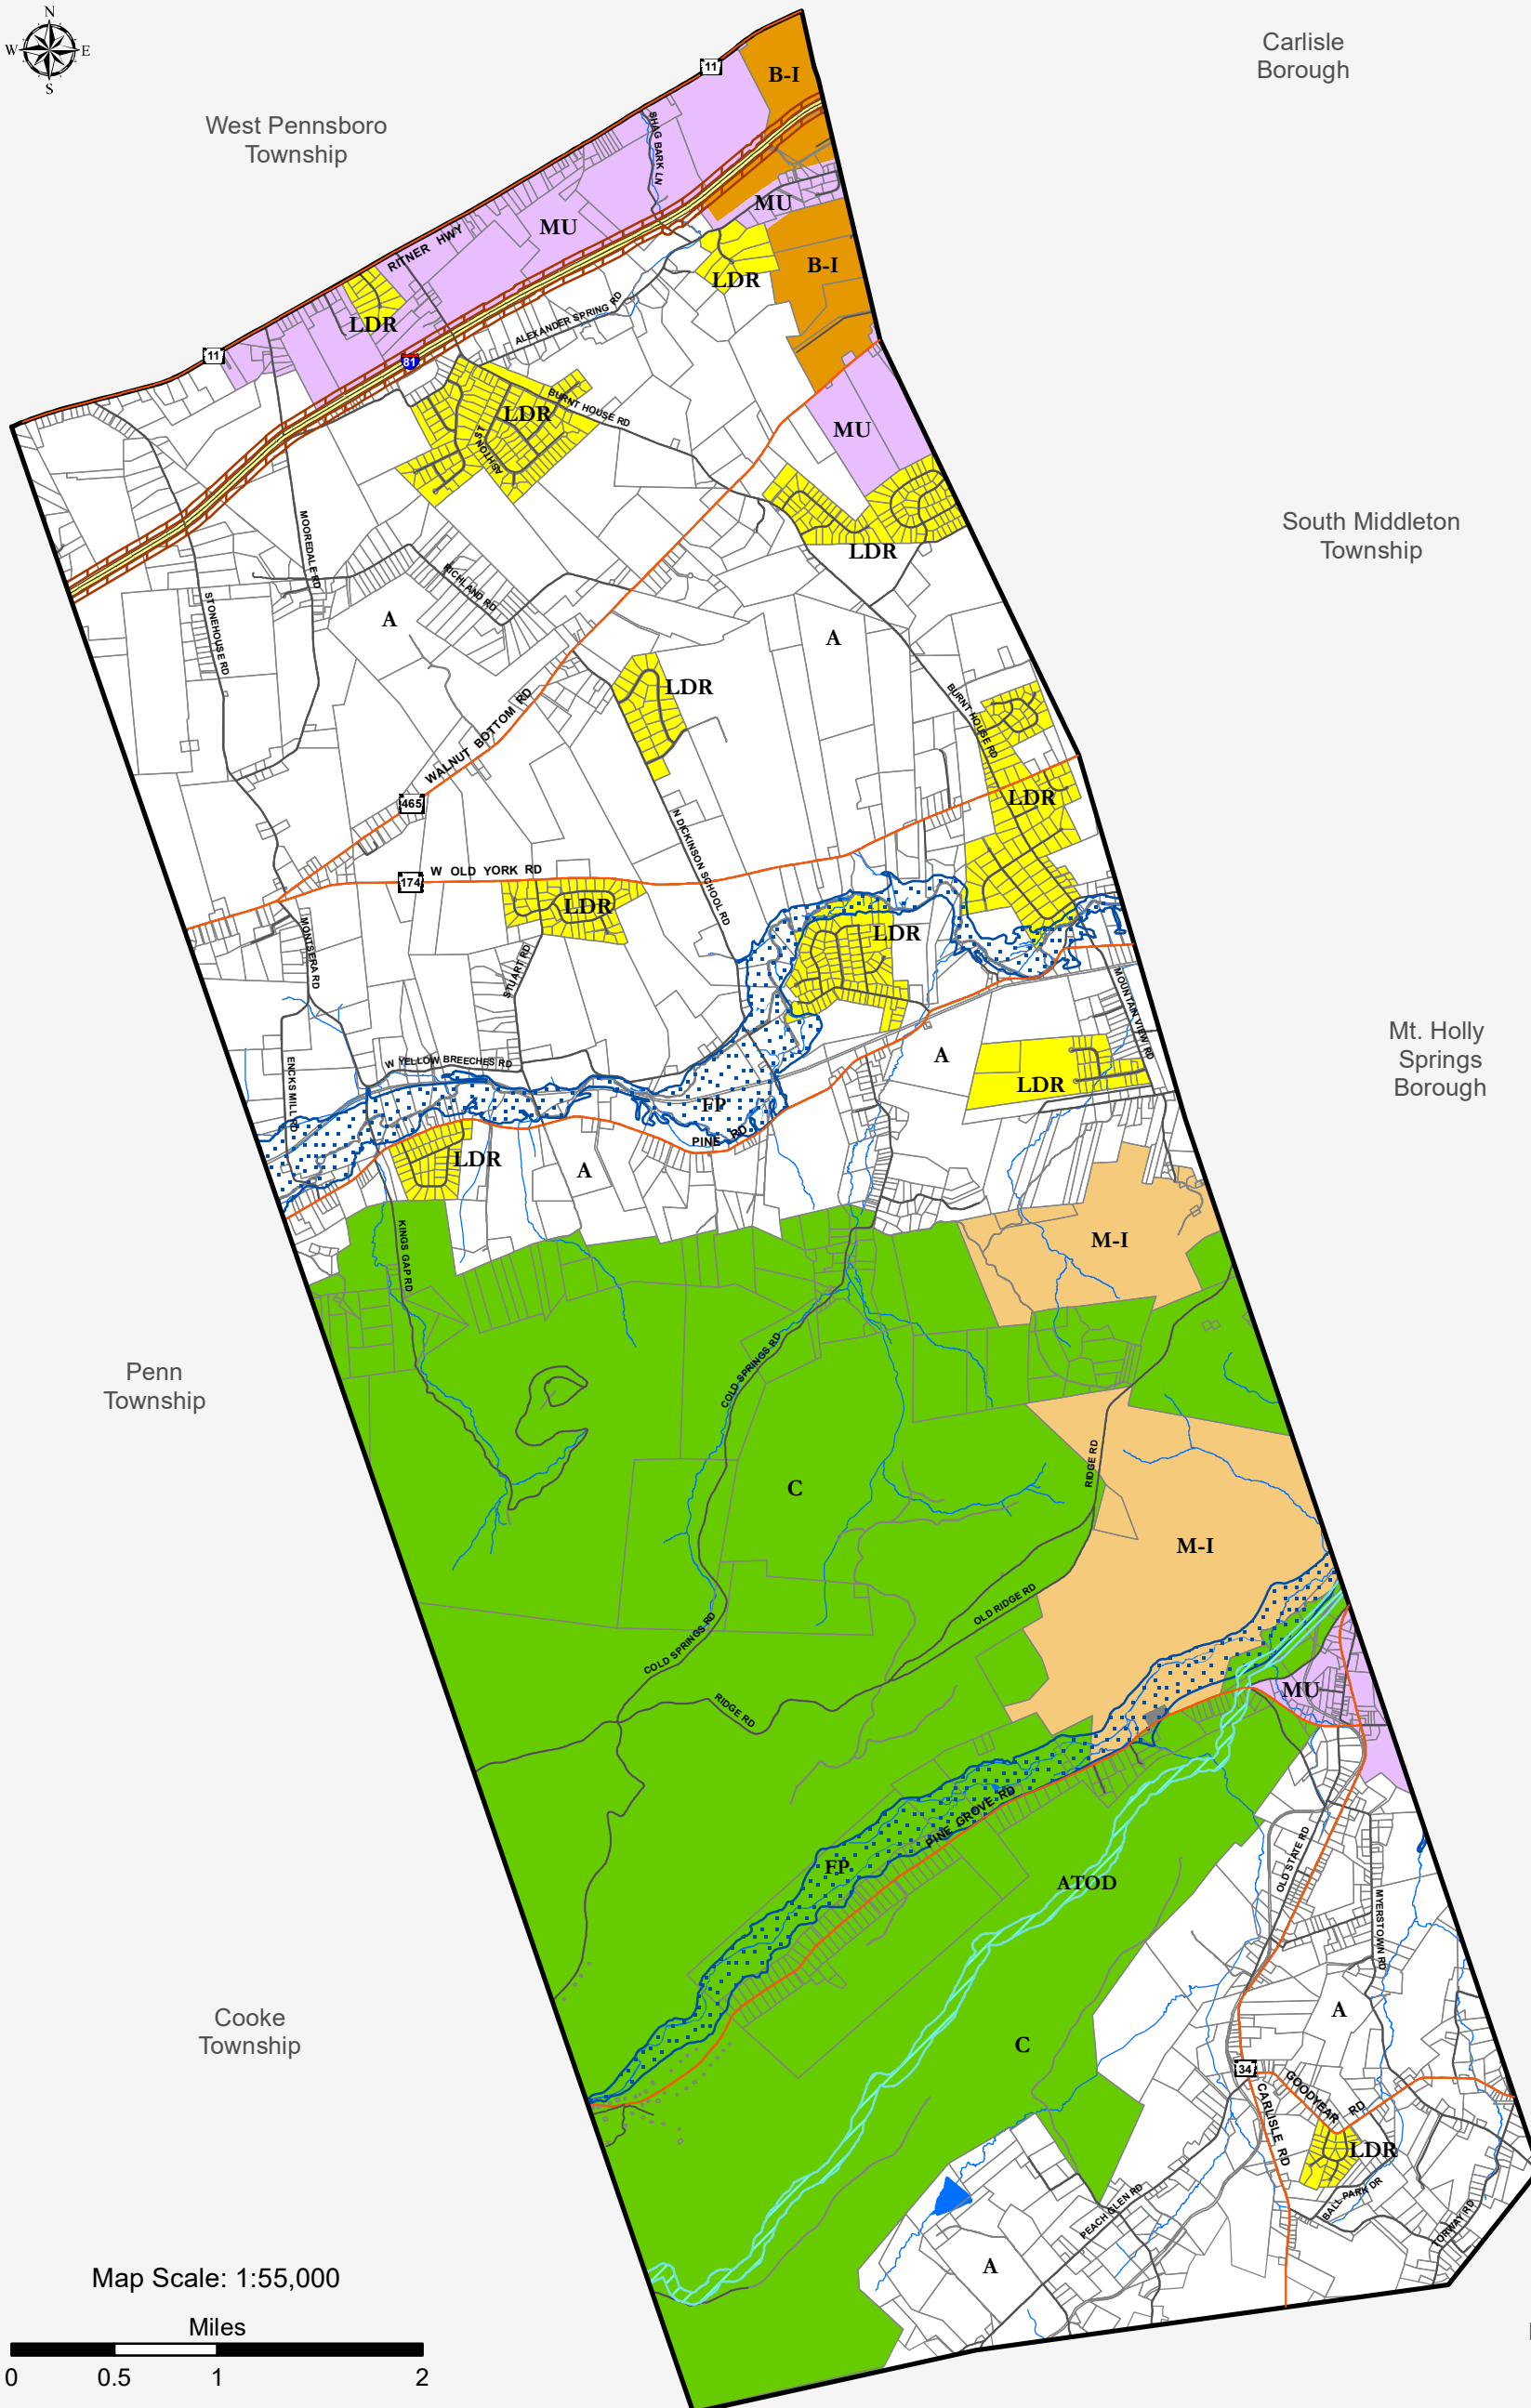 N
W
E
S
Carlisle
Borough
West Pennsboro
Township
11
B-I
SHAG BARK LN
MU
MU
RITNER HWY
B-I
LDR
LDR
ALEXANDER SPRING RD
11
81
LDR
BURNT HOUSE RD
ASHTON ST
MU
South Middleton
Township
LDR
MOOREDALE RD
RICHLAND RD
STONEHOUSE RD
A
A
LDR
BURNT HOUSE RD
WALNUT BOTTOM RD
465
LDR
N DICKINSON SCHOOL RD
W OLD YORK RD
174
LDR
LDR
MONTSERA RD
STUART RD
MOUNTAIN VIEW RD
Mt. Holly
Springs
Borough
A
W YELLOW BREECHES RD
ENCKS MILL RD
LDR
FP
PINE RD
LDR
A
KINGS GAP RD
M-I
Penn
Township
COLD SPRINGS RD
RIDGE RD
C
M-I
OLD RIDGE RD
COLD SPRINGS RD
RIDGE RD
MU
PINE GROVE RD
FP
ATOD
OLD STATE RD
MYERSTOWN RD
Cooke
Township
A
C
34
GOODYEAR RD
CARLISLE RD
LDR
BALL PARK DR
PEACH GLEN RD
TORWAY RD
A
Map Scale: 1:55,000
Miles
0 0.5 1 2